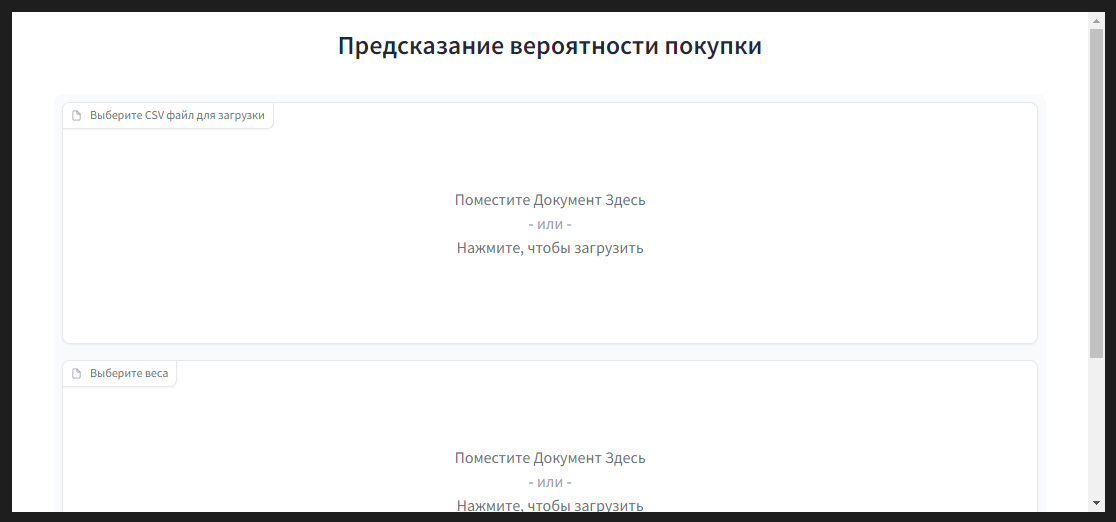 Предсказание вероятности покупки
Выберите CSV файл для загрузки
Поместите Документ Здесь
- или -
Нажмите, чтобы загрузить
Выберите веса
Поместите Документ Здесь
- или -
Нажмите, чтобы загрузить